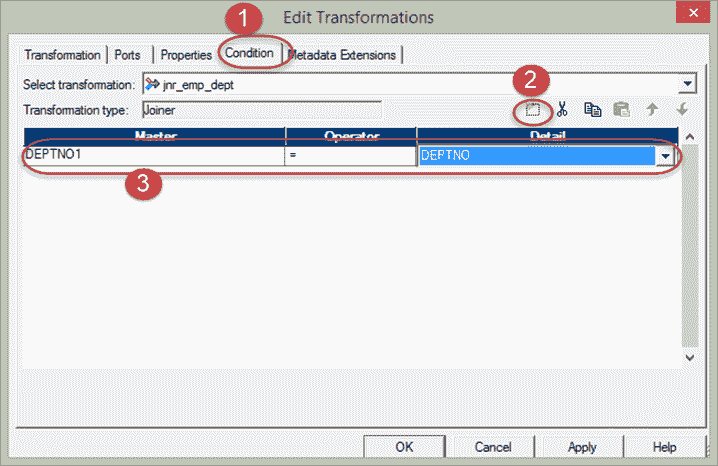 Edit Transformations
1
Transformation Ports Properties Condition Metadata Extensions
2
Select transformation: jnr_emp_dept
Transformation type: Joiner
Master Operator Detail
DEPTNO1 = DEPTNO
3
OK Cancel Apply Help